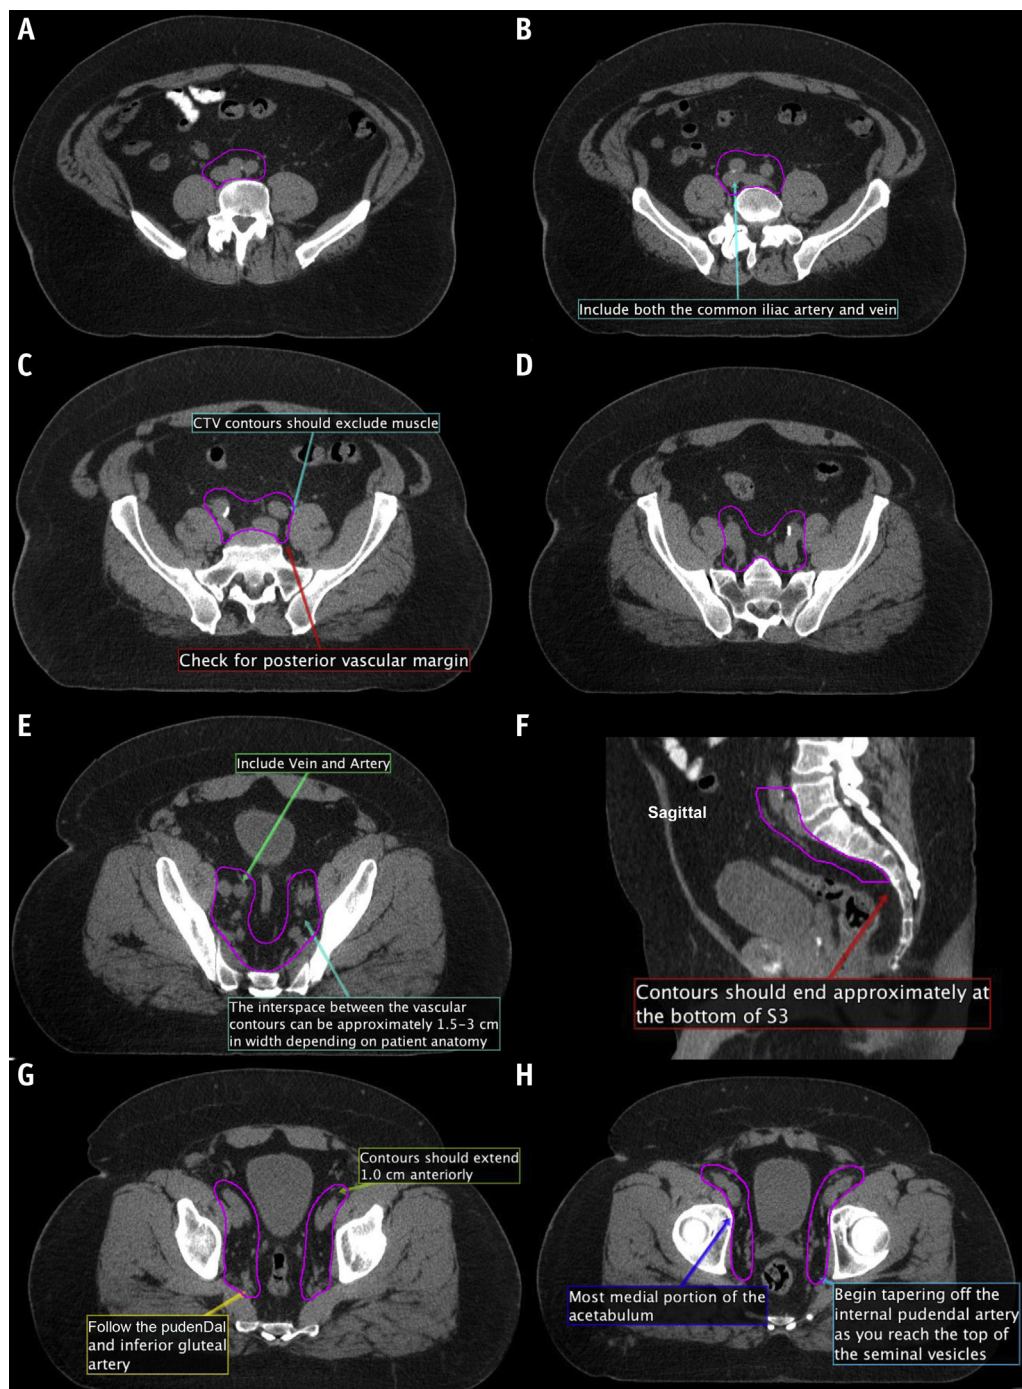 A
B
Include both the common iliac artery and vein
C
CTV contours should exclude muscle
Check for posterior vascular margin
D
E
Include Vein and Artery
The interspace between the vascular
contours can be approximately 1.5-3 cm
in width depending on patient anatomy
F
Sagittal
Contours should end approximately at
the bottom of S3
G
Contours should extend
1.0 cm anteriorly
Follow the pudenDal
and inferior gluteal
artery
H
Most medial portion of the
acetabulum
Begin tapering off the
internal pudendal artery
as you reach the top of
the seminal vesicles